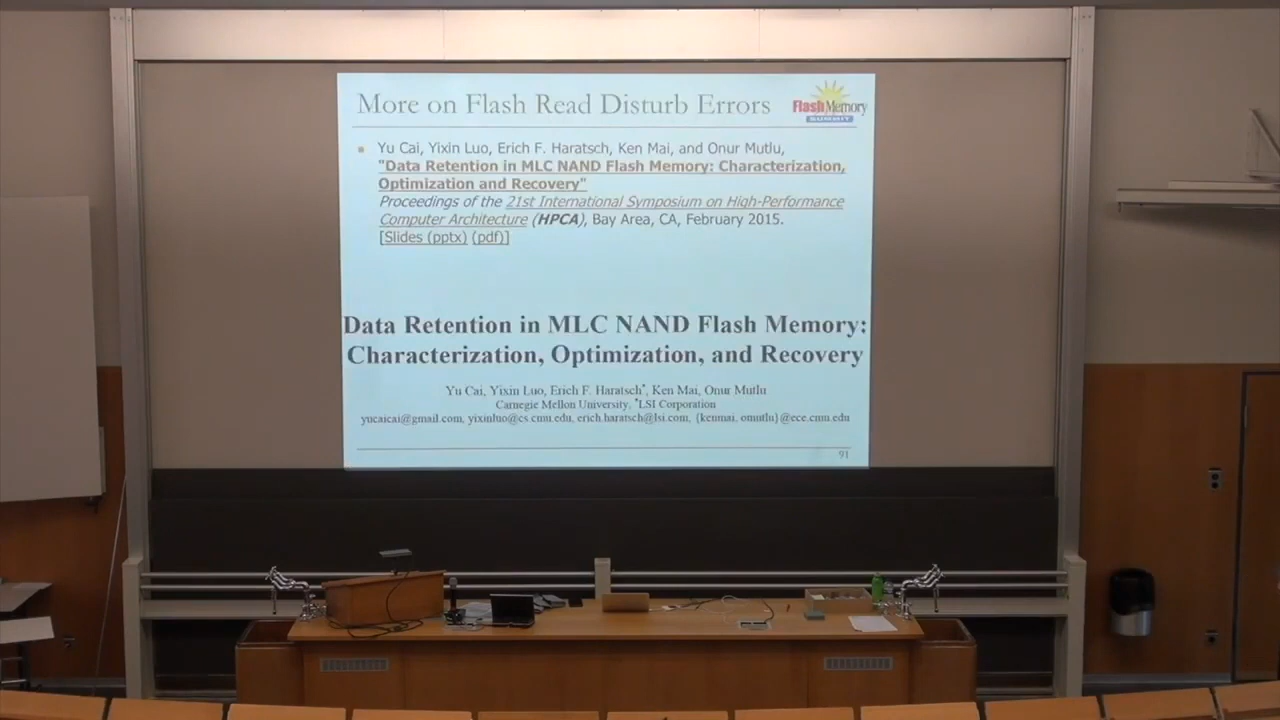 More on Flash Read Disturb Errors
FlashMemory
SUMMIT
Yu Cai, Yixin Luo, Erich F. Haratsch, Ken Mai, and Onur Mutlu,
"Data Retention in MLC NAND Flash Memory: Characterization,
Optimization and Recovery"
Proceedings of the 21st International Symposium on High-Performance
Computer Architecture (HPCA), Bay Area, CA, February 2015.
[Slides (pptx) (pdf)]
Data Retention in MLC NAND Flash Memory:
Characterization, Optimization, and Recovery
Yu Cai, Yixin Luo, Erich F. Haratsch*, Ken Mai, Onur Mutlu
Carnegie Mellon University, *LSI Corporation
yucaicai@gmail.com, yixinluo@cs.cmu.edu, erich.haratsch@lsi.com, {kenmai, omutlu}@ece.cmu.edu
91